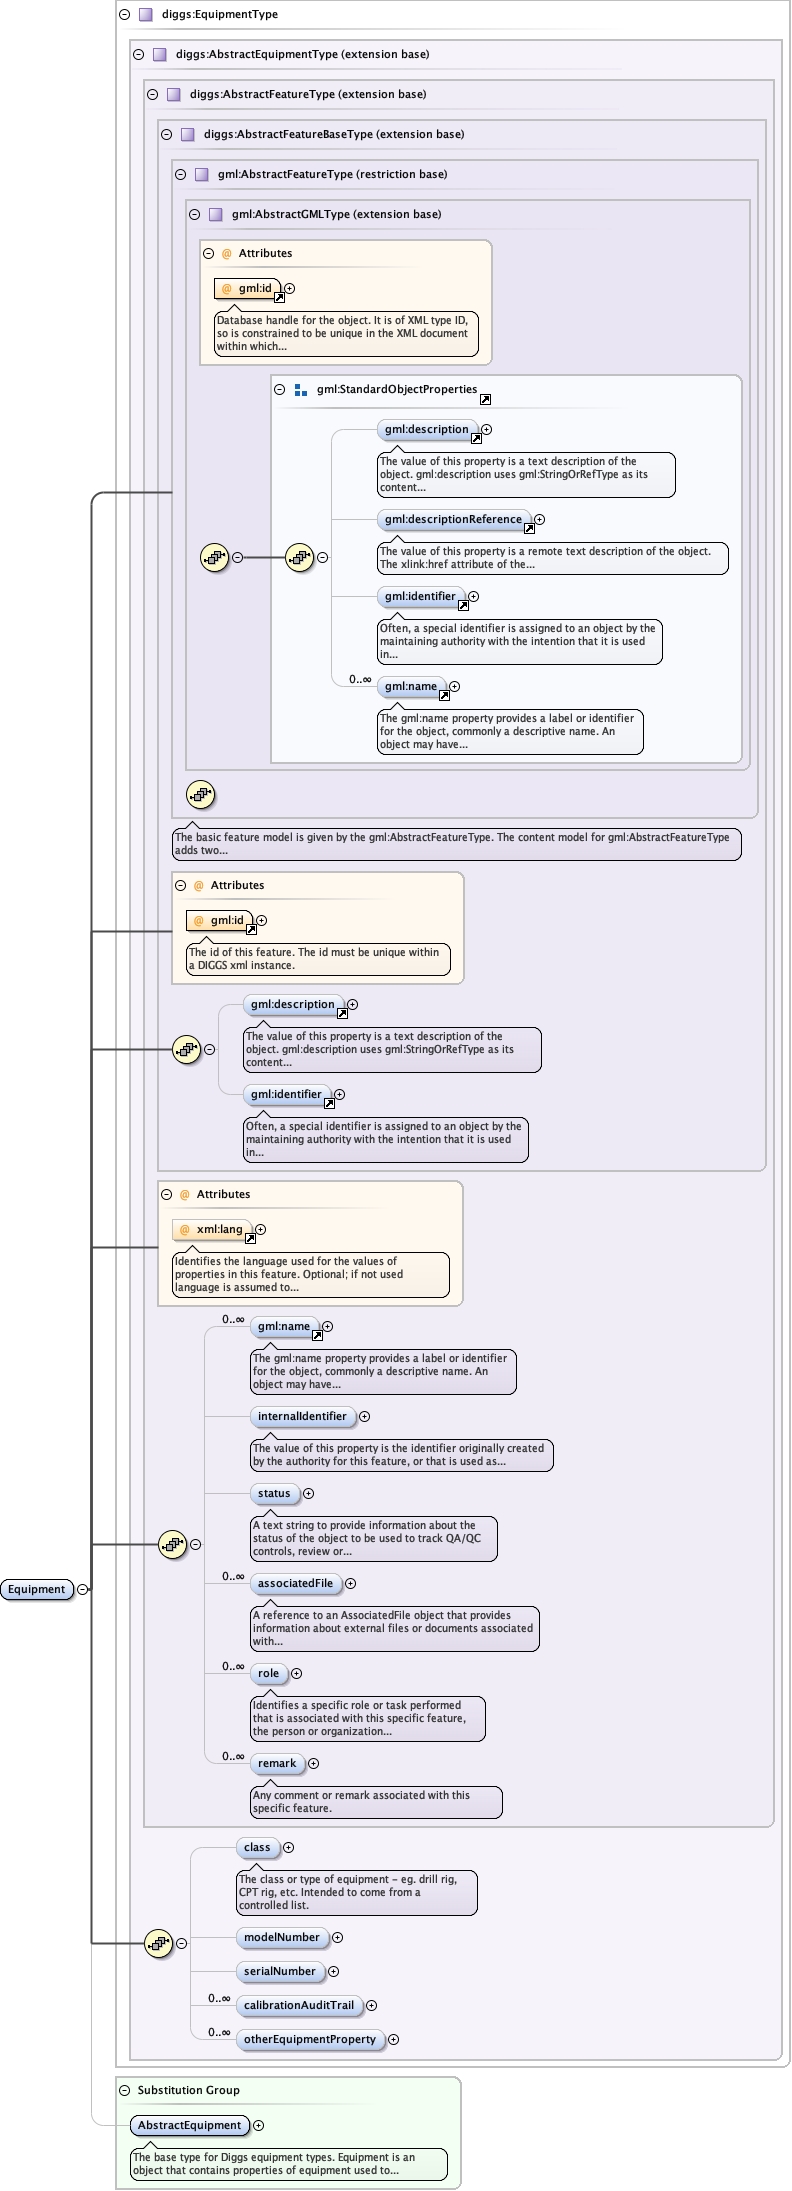 diggs:EquipmentType
diggs:AbstractEquipmentType (extension base)
diggs:AbstractFeatureType (extension base)
diggs:AbstractFeatureBaseType (extension base)
gml:AbstractFeatureType (restriction base)
gml:AbstractGMLType (extension base)
@ Attributes
@ gml:id
Database handle for the object. It is of XML type ID,
so is constrained to be unique in the XML document
within which...
gml:StandardObjectProperties
gml:description
The value of this property is a text description of the
object. gml:description uses gml:StringOrRefType as its
content...
gml:descriptionReference
The value of this property is a remote text description of the object.
The xlink:href attribute of the...
gml:identifier
Often, a special identifier is assigned to an object by the
maintaining authority with the intention that it is used
in...
0..∞
gml:name
The gml:name property provides a label or identifier
for the object, commonly a descriptive name. An
object may have...
The basic feature model is given by the gml:AbstractFeatureType. The content model for gml:AbstractFeatureType
adds two...
@ Attributes
@ gml:id
The id of this feature. The id must be unique within
a DIGGS xml instance.
gml:description
The value of this property is a text description of the
object. gml:description uses gml:StringOrRefType as its
content...
gml:identifier
Often, a special identifier is assigned to an object by the
maintaining authority with the intention that it is used
in...
@ Attributes
@ xml:lang
Identifies the language used for the values of
properties in this feature. Optional; if not used
language is assumed to...
0..∞
gml:name
The gml:name property provides a label or identifier
for the object, commonly a descriptive name. An
object may have...
internalIdentifier
The value of this property is the identifier originally created
by the authority for this feature, or that is used as...
status
A text string to provide information about the
status of the object to be used to track QA/QC
controls, review or...
0..∞
associatedFile
A reference to an AssociatedFile object that provides
information about external files or documents associated
with...
Equipment
0..∞
role
Identifies a specific role or task performed
that is associated with this specific feature,
the person or organization...
0..∞
remark
Any comment or remark associated with this
specific feature.
class
The class or type of equipment - eg. drill rig,
CPT rig, etc. Intended to come from a
controlled list.
modelNumber
serialNumber
0..∞
calibrationAuditTrail
0..∞
otherEquipmentProperty
Substitution Group
AbstractEquipment
The base type for Diggs equipment types. Equipment is an
object that contains properties of equipment used to...